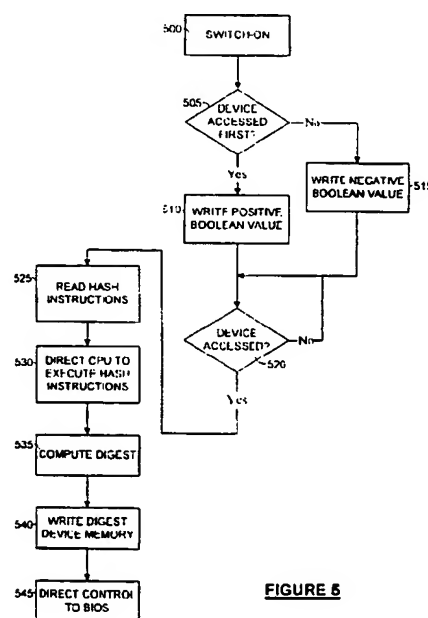 500
SWITCH-ON
505
DEVICE
ACCESSED
FIRST?
No
Yes
510
WRITE POSITIVE
BOOLEAN VALUE
WRITE NEGATIVE
BOOLEAN VALUE
515
525
READ HASH
INSTRUCTIONS
DEVICE
ACCESSED?
No
520
Yes
530
DIRECT CPU TO
EXECUTE HASH
INSTRUCTIONS
535
COMPUTE DIGEST
540
WRITE DIGEST
DEVICE MEMORY
545
DIRECT CONTROL
TO BIOS
FIGURE 5